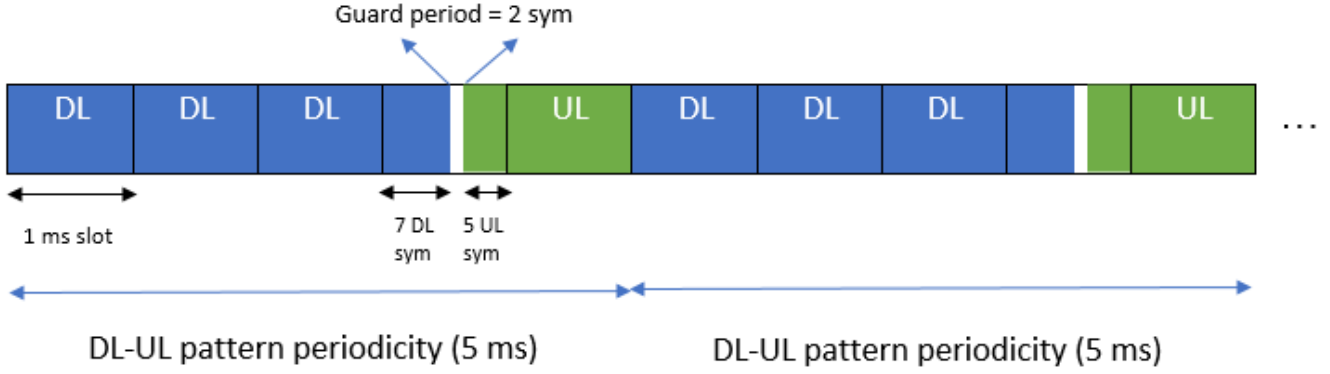 Guard period = 2 sym
DL DL DL UL DL DL DL UL ...
1 ms slot
7 DL
sym
5 UL
sym
7 DL-UL pattern periodicity (5 ms)
DL-UL pattern periodicity (5 ms)